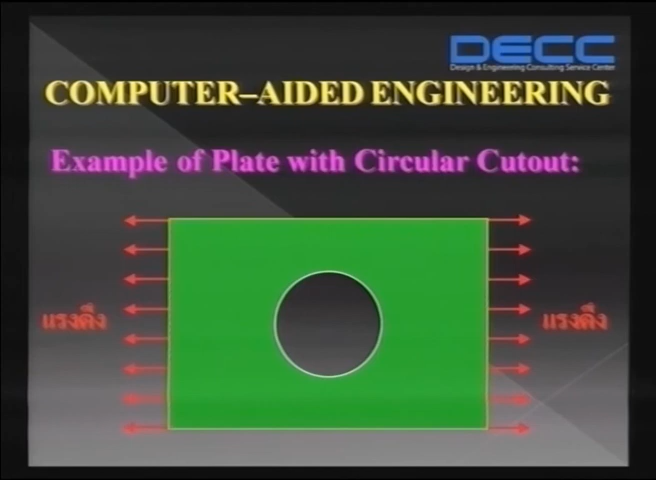 DECC
Design & Engineering Consulting Service Center
COMPUTER–AIDED ENGINEERING
Example of Plate with Circular Cutout:
แรงดึง
แรงดึง